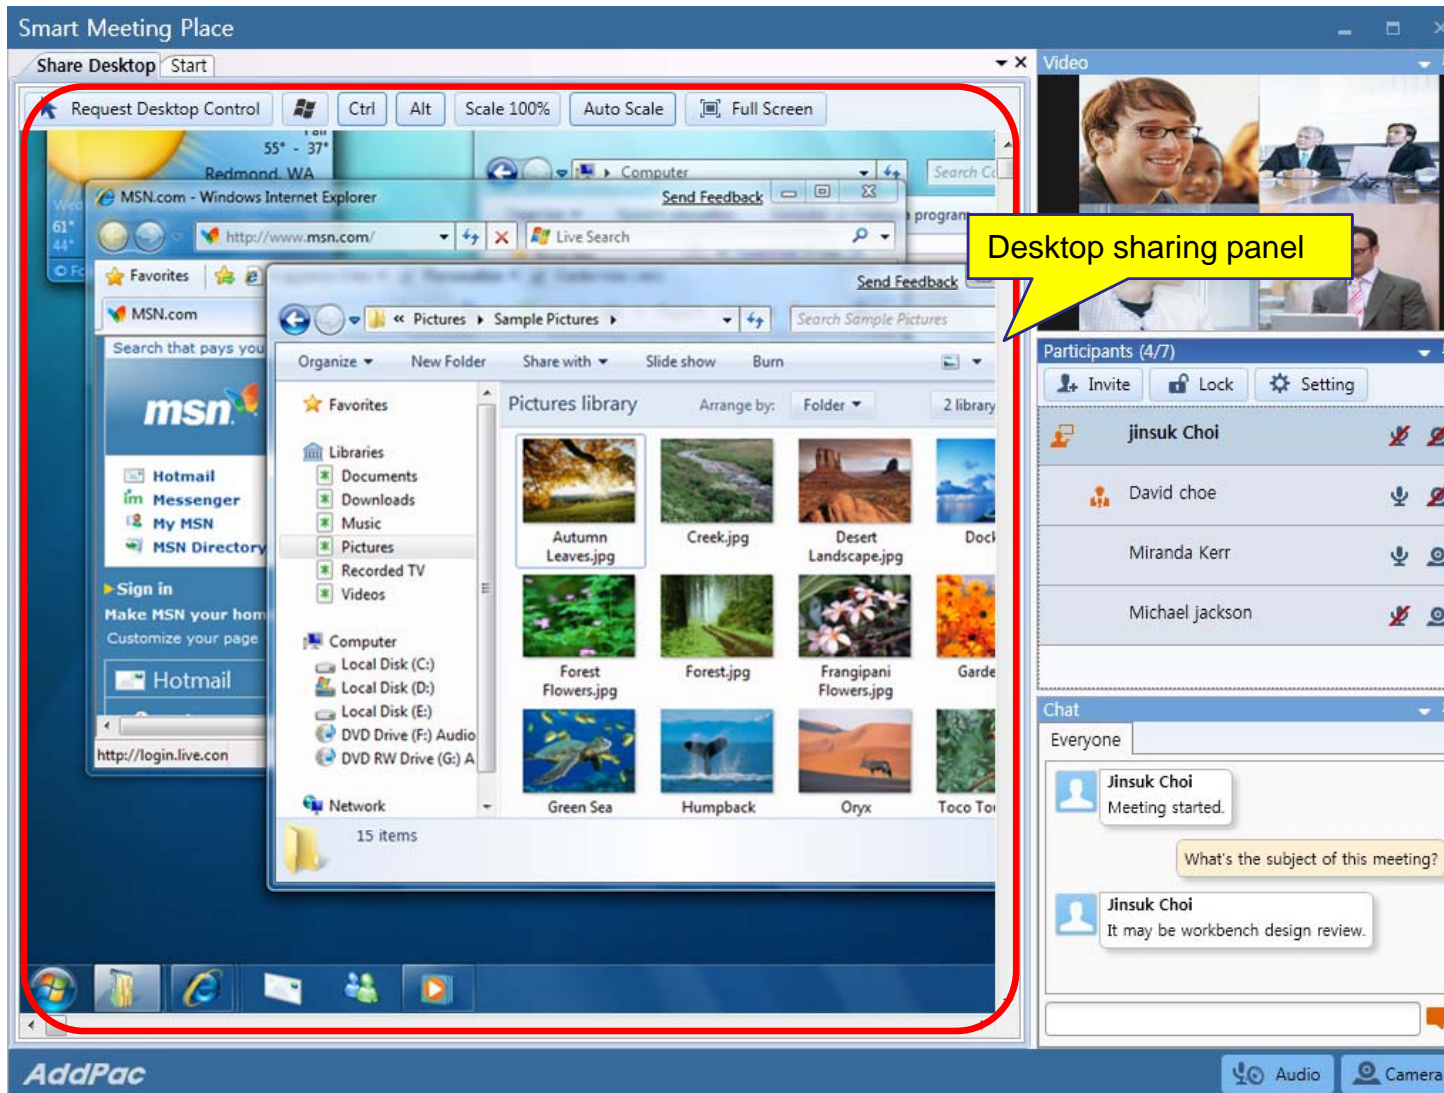 Smart Meeting Place
Share Desktop
Start
Request Desktop Control
Ctrl
Alt
Scale 100%
Auto Scale
Full Screen
55° - 37°
Redmond, WA
61°
44°
Computer
MSN.com - Windows Internet Explorer
Send Feedback
program
http://www.msn.com/
Live Search
Favorites
MSN.com
Search that pays you
msn
Hotmail
Messenger
My MSN
MSN Directory
Sign in
Make MSN your hom
Customize your page
Hotmail
http://login.live.con
Send Feedback
« Pictures
Sample Pictures
Search Sample Pictures
Organize
New Folder
Share with
Slide show
Burn
Favorites
Libraries
Documents
Downloads
Music
Pictures
Recorded TV
Videos
Computer
Local Disk (C:)
Local Disk (D:)
Local Disk (E:)
DVD Drive (F:) Audio
DVD RW Drive (G:) A
Network
Pictures library
Arrange by:
Folder
2 library
Autumn
Leaves.jpg
Creek.jpg
Desert
Landscape.jpg
Dock
Forest
Flowers.jpg
Forest.jpg
Frangipani
Flowers.jpg
Garde
Green Sea
Humpback
Oryx
Toco To
15 items
Desktop sharing panel
Video
Participants (4/7)
Invite
Lock
Setting
jinsuk Choi
David choe
Miranda Kerr
Michael jackson
Chat
Everyone
Jinsuk Choi
Meeting started.
What's the subject of this meeting?
Jinsuk Choi
It may be workbench design review.
AddPac
Audio
Camera